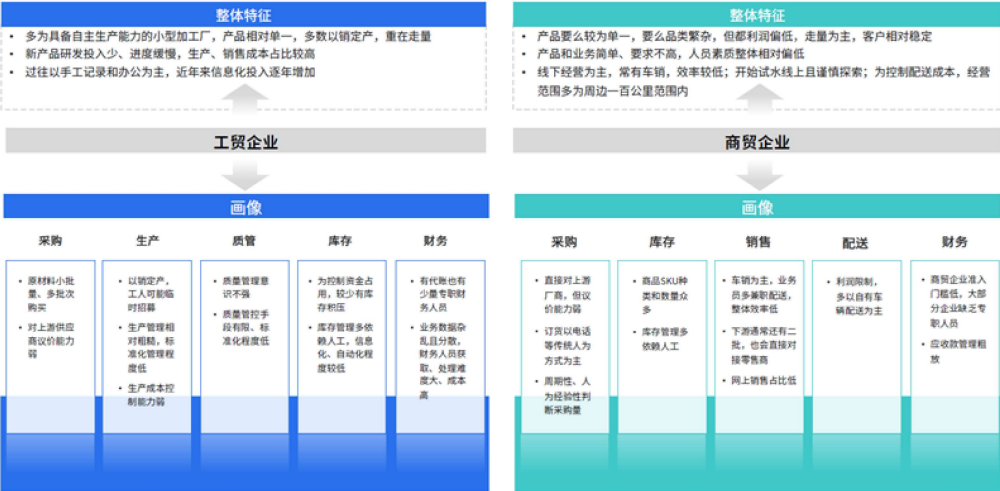 整体特征
• 多为具备自主生产能力的小型加工厂，产品相对单一，多数以销定产，重在走量
• 新产品研发投入少、进度缓慢，生产、销售成本占比较高
• 过往以手工记录和办公为主，近年来信息化投入逐年增加
工贸企业
画像
采购
• 原材料小批
量、多批次
购买
• 对上游供应
商议价能力
弱
生产
• 以销定产，
工人可能临
时招募
• 生产管理相
对粗糙，标
准化管理程
度低
• 生产成本控
制能力弱
质管
• 质量管理意
识不强
• 质量管控手
段有限、标
准化程度低
库存
• 为控制资金占
用，较少有库
存积压
• 库存管理多依
赖人工，信息
化、自动化程
度较低
财务
• 有代账也有
少量专职财
务人员
• 业务数据杂
乱且分散，
财务人员获
取、处理难
度大、成本
高
整体特征
• 产品要么较为单一，要么品类繁杂，但都利润偏低，走量为主，客户相对稳定
• 产品和业务简单、要求不高，人员素质整体相对偏低
• 线下经营为主，常有车销，效率较低；开始试水线上且谨慎探索；为控制配送成本，经营
范围多为周边一百公里范围内
商贸企业
画像
采购
• 直接对上游
厂商，但议
价能力弱
• 订货以电话
等传统人为
方式为主
• 周期性、人
为经验性判
断采购量
库存
• 商品SKU种
类和数量众
多
• 库存管理多
依赖人工
销售
• 车销为主，业务
员多兼职配送，
整体效率低
• 下游通常还有二
批，也会直接对
接零售商
• 网上销售占比低
配送
• 利润限制，
多以自有车
辆配送为主
财务
• 商贸企业准入
门槛低，大部
分企业缺乏专
职人员
• 应收款管理粗
放